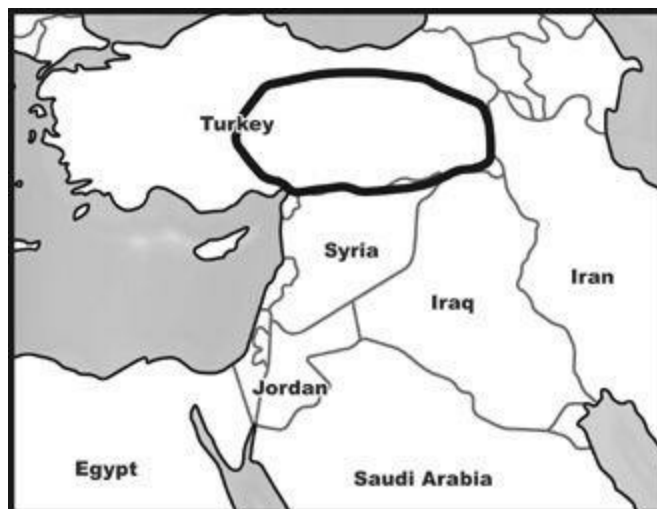 Turkey
Syria
Iran
Iraq
Jordan
Egypt
Saudi Arabia